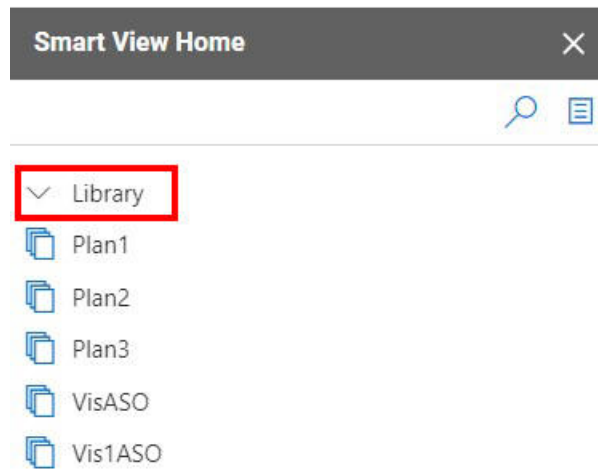 Smart View Home
Library
Plan1
Plan2
Plan3
VisASO
Vis1ASO